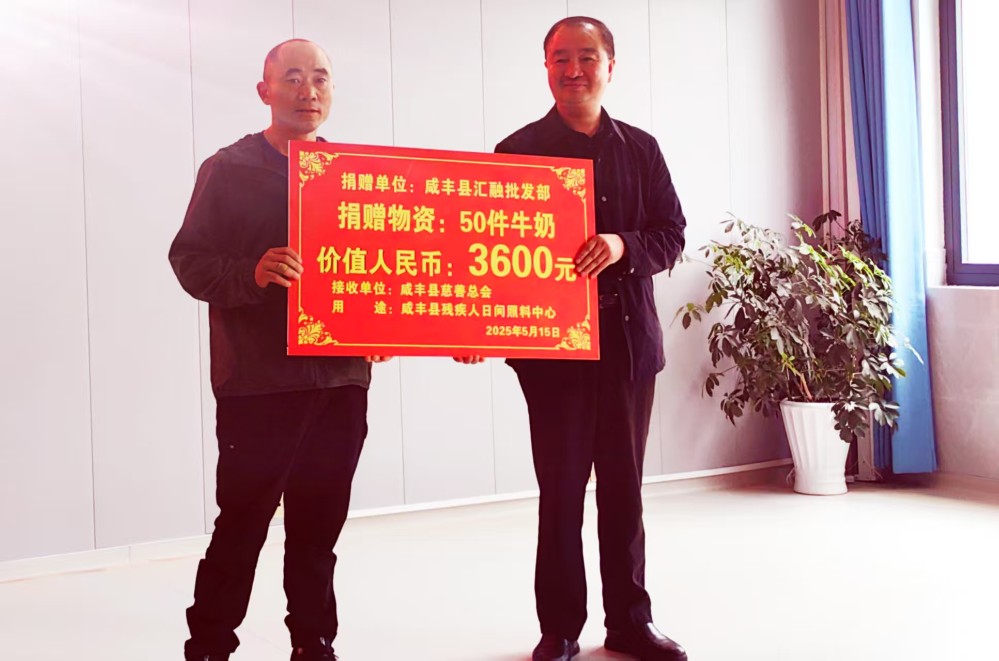 捐赠单位：咸丰县汇融批发部
捐赠物资：50件牛奶
价值人民币：3600元
接收单位：咸丰县慈善总会
用　　途：咸丰县残疾人日间照料中心
2025年5月15日